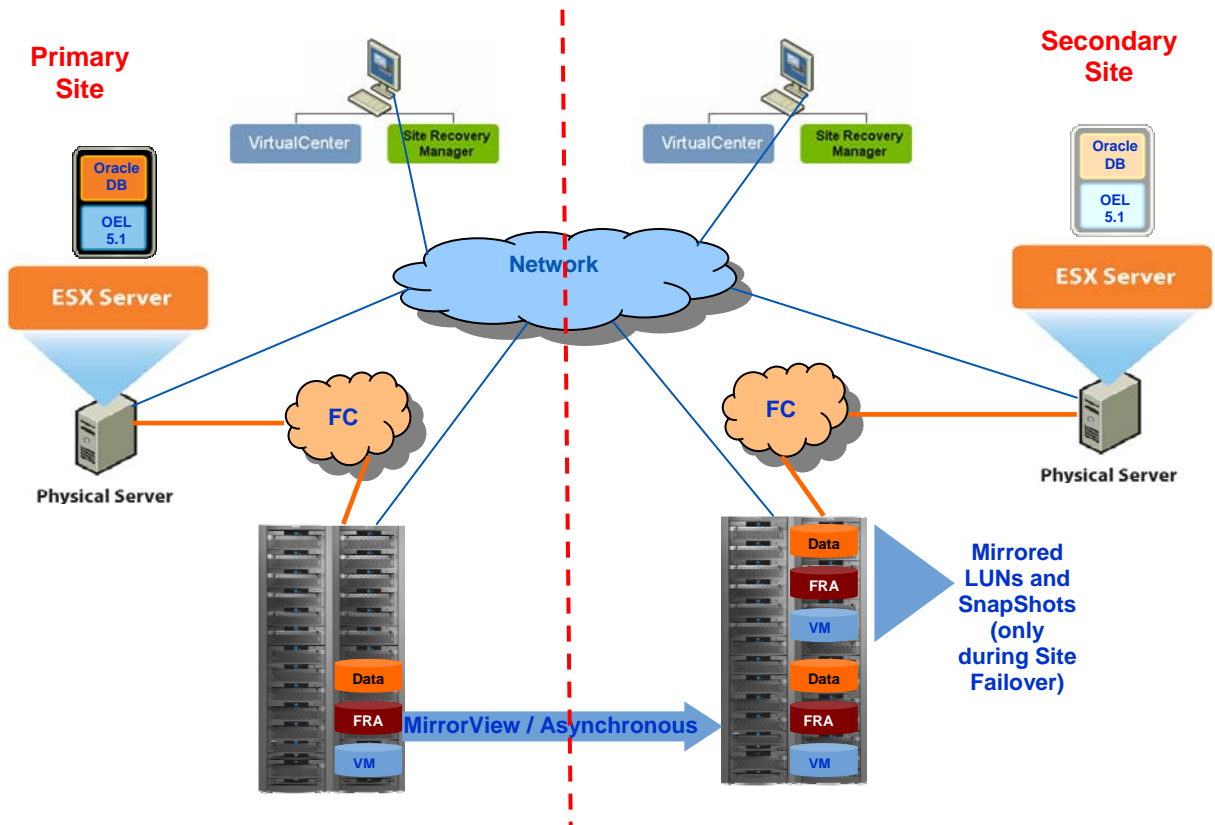 Primary
Site
VirtualCenter
Site Recovery
Manager
VirtualCenter
Site Recovery
Manager
Secondary
Site
Oracle
DB
OEL
5.1
ESX Server
Oracle
DB
OEL
5.1
ESX Server
Network
FC
FC
Physical Server
Physical Server
Data
FRA
VM
Mirrored
LUNs and
SnapShots
(only
during Site
Failover)
Data
FRA
VM
MirrorView / Asynchronous
Data
FRA
VM